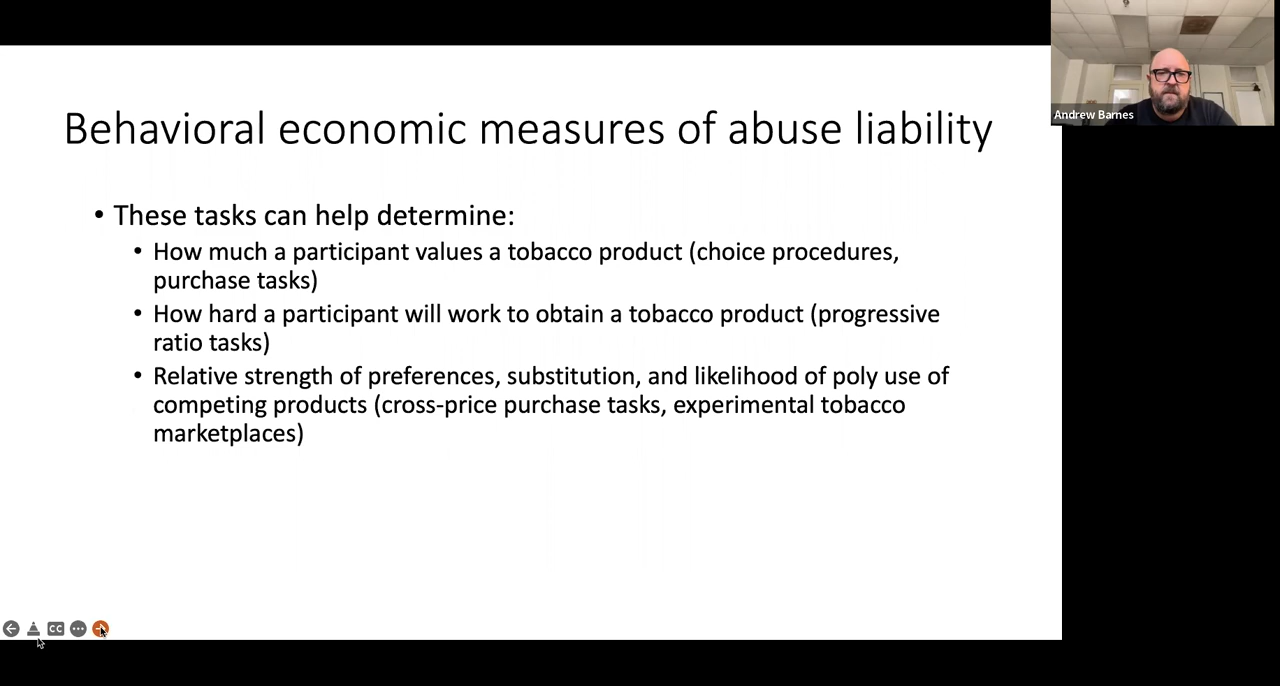 Behavioral economic measures of abuse liability
• These tasks can help determine:
• How much a participant values a tobacco product (choice procedures,
purchase tasks)
• How hard a participant will work to obtain a tobacco product (progressive
ratio tasks)
• Relative strength of preferences, substitution, and likelihood of poly use of
competing products (cross-price purchase tasks, experimental tobacco
marketplaces)
Andrew Barnes
CC